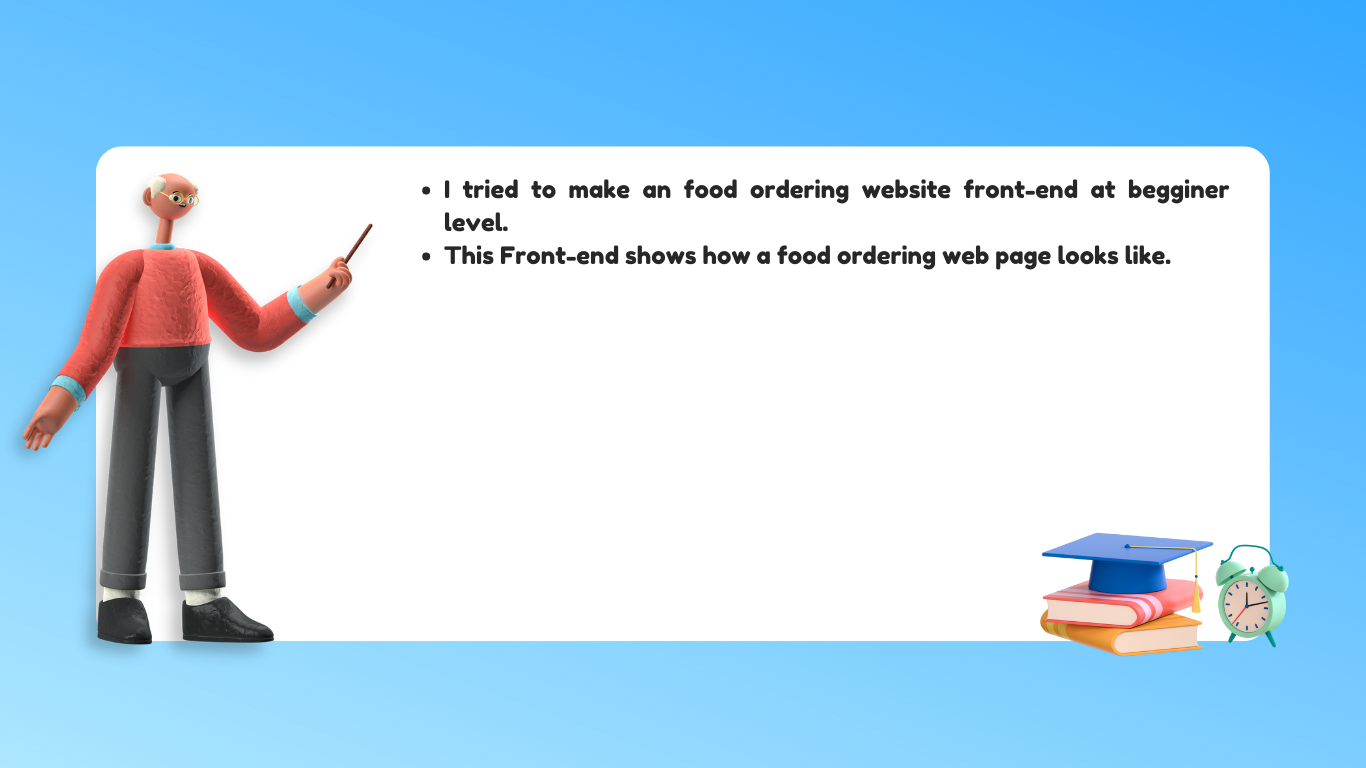 • I tried to make an food ordering website front-end at begginer
level.
• This Front-end shows how a food ordering web page looks like.